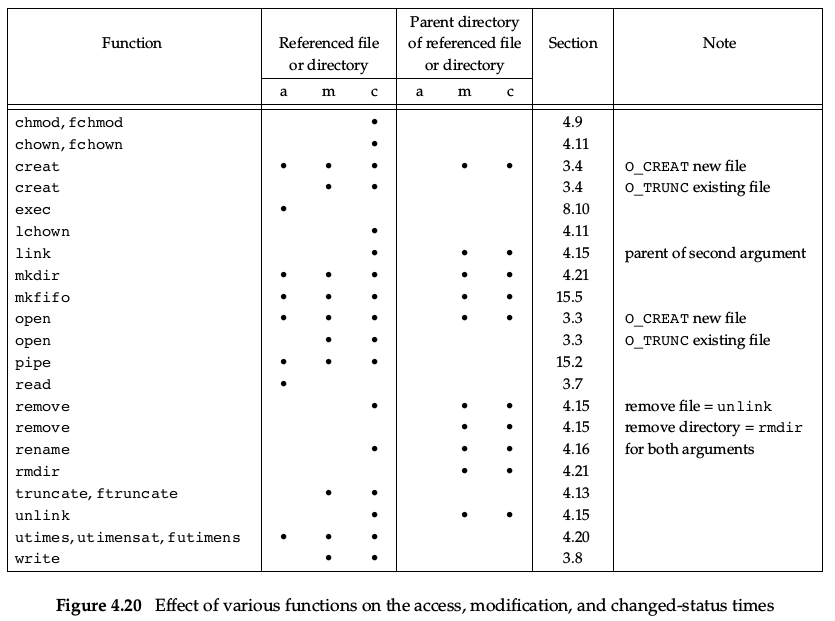 Function Referenced file or directory Parent directory of referenced file or directory Section Note
a m c a m c
chmod, fchmod • 4.9
chown, fchown • 4.11
creat • • • • • 3.4 O_CREAT new file
creat • • 3.4 O_TRUNC existing file
exec • 8.10
lchown • 4.11
link • • • 4.15 parent of second argument
mkdir • • • • • 4.21
mkfifo • • • • • 15.5
open • • • • • 3.3 O_CREAT new file
open • • 3.3 O_TRUNC existing file
pipe • • • 15.2
read • 3.7
remove • • • 4.15 remove file = unlink
remove • • 4.15 remove directory = rmdir
rename • • • 4.16 for both arguments
rmdir • • 4.21
truncate, ftruncate • • 4.13
unlink • • • 4.15
utimes, utimensat, futimens • • • 4.20
write • • 3.8
Figure 4.20 Effect of various functions on the access, modification, and changed-status times